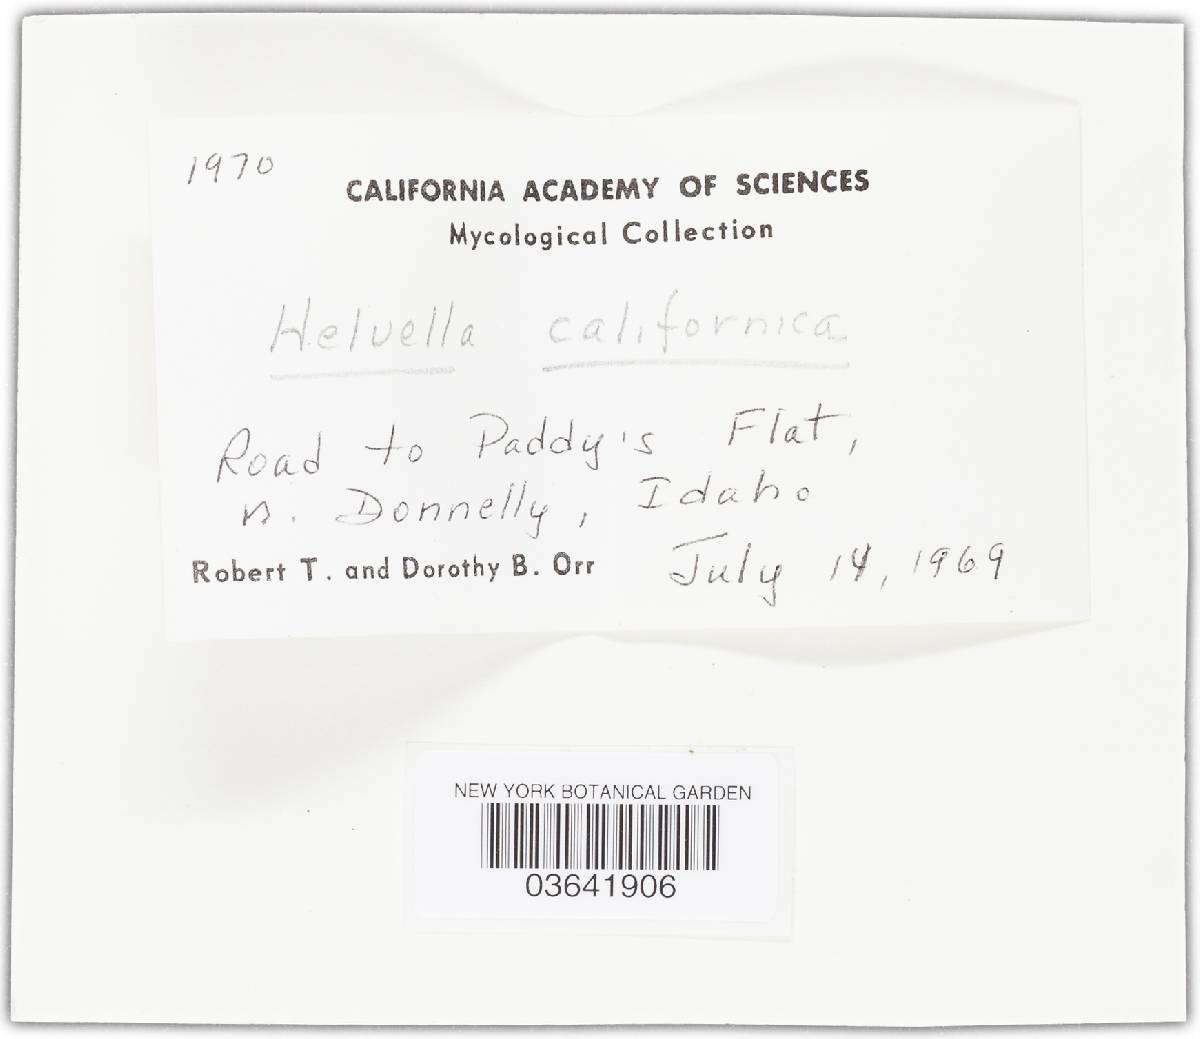 1970
CALIFORNIA ACADEMY OF SCIENCES
Mycological Collection
Helvella californica
Road to Paddy's Flat,
n. Donnelly, Idaho
Robert T. and Dorothy B. Orr July 14, 1969
NEW YORK BOTANICAL GARDEN
03641906